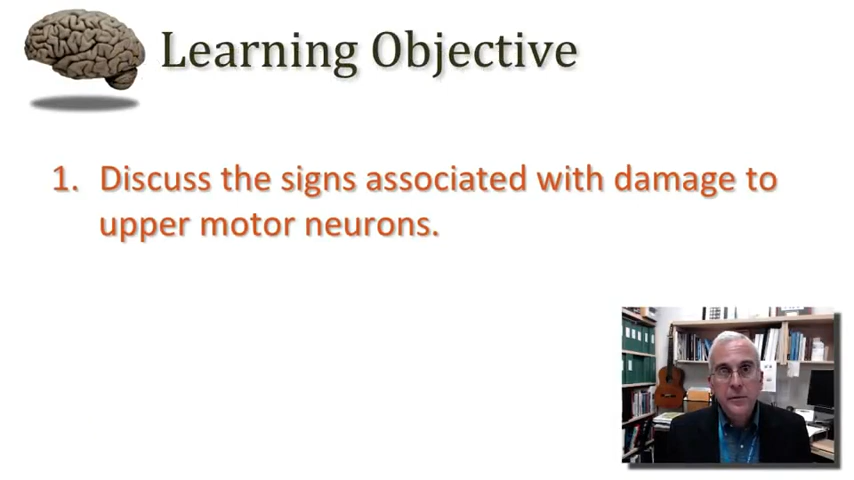 Learning Objective
1. Discuss the signs associated with damage to
upper motor neurons.